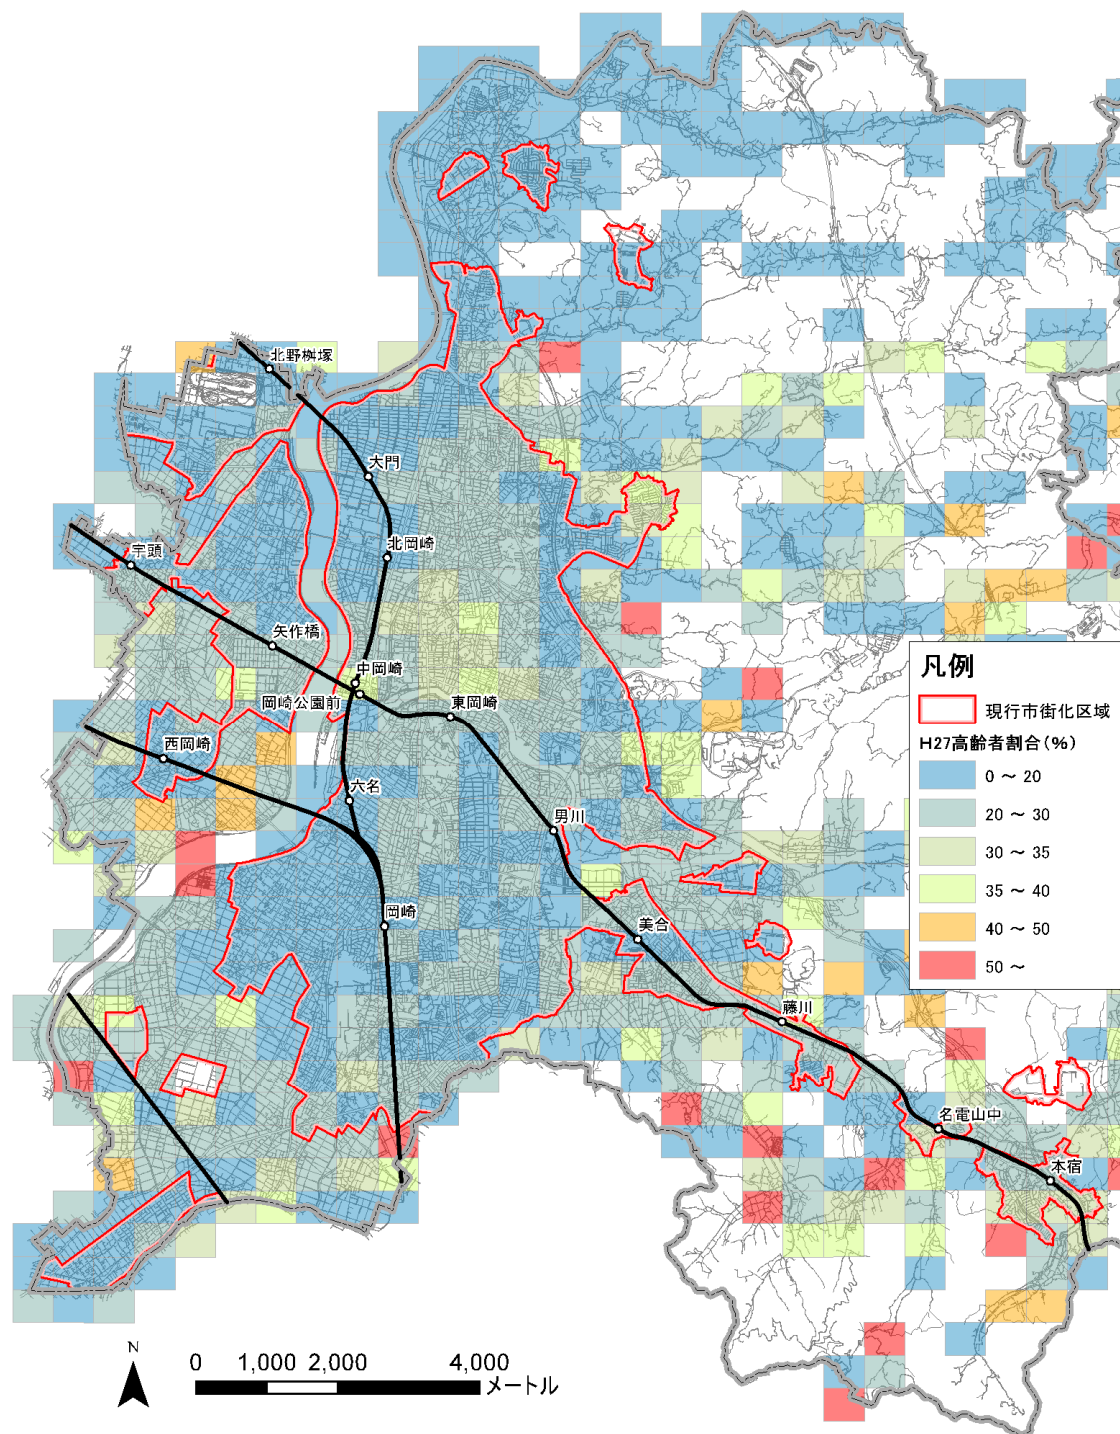 北野桝塚
大門
北岡崎
宇頭
矢作橋
中岡崎
岡崎公園前
東岡崎
西岡崎
六名
男川
岡崎
美合
藤川
名電山中
本宿
凡例
現行市街化区域
H27高齢者割合(%)
0 ～ 20
20 ～ 30
30 ～ 35
35 ～ 40
40 ～ 50
50 ～
N
0 1,000 2,000 4,000
メートル